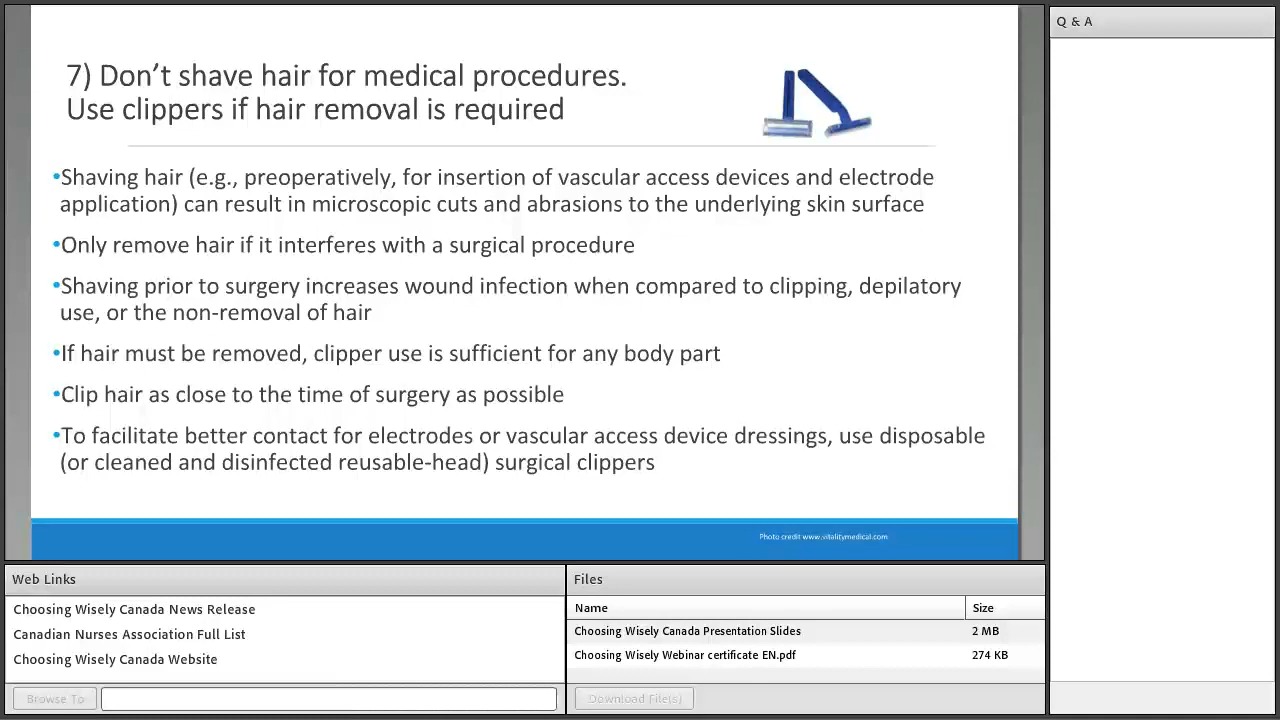 7) Don’t shave hair for medical procedures.
Use clippers if hair removal is required
•Shaving hair (e.g., preoperatively, for insertion of vascular access devices and electrode
application) can result in microscopic cuts and abrasions to the underlying skin surface
•Only remove hair if it interferes with a surgical procedure
•Shaving prior to surgery increases wound infection when compared to clipping, depilatory
use, or the non-removal of hair
•If hair must be removed, clipper use is sufficient for any body part
•Clip hair as close to the time of surgery as possible
•To facilitate better contact for electrodes or vascular access device dressings, use disposable
(or cleaned and disinfected reusable-head) surgical clippers
Photo credit www.vitalitymedical.com
Q & A
Web Links
Choosing Wisely Canada News Release
Canadian Nurses Association Full List
Choosing Wisely Canada Website
Browse To
Files
Name Size
Choosing Wisely Canada Presentation Slides 2 MB
Choosing Wisely Webinar certificate EN.pdf 274 KB
Download File(s)